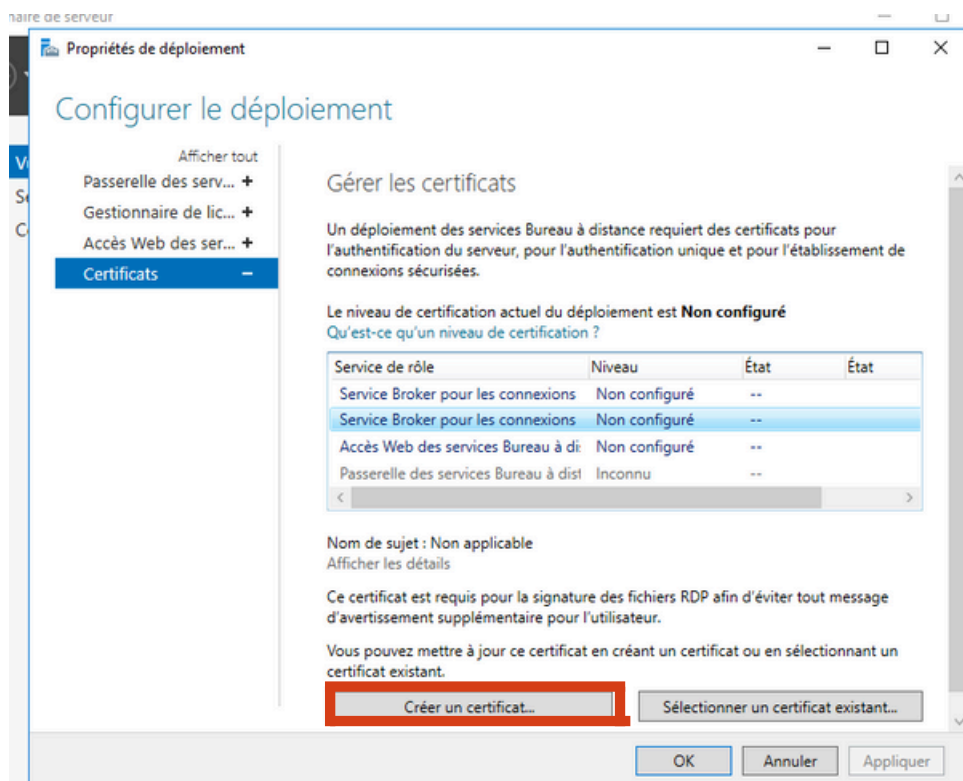 naire de serveur
Propriétés de déploiement
Configurer le déploiement
Afficher tout
Passerelle des serv... +
Gestionnaire de lic... +
Accès Web des ser... +
Certificats –
Gérer les certificats
Un déploiement des services Bureau à distance requiert des certificats pour
l'authentification du serveur, pour l'authentification unique et pour l'établissement de
connexions sécurisées.
Le niveau de certification actuel du déploiement est Non configuré
Qu'est-ce qu'un niveau de certification ?
Service de rôle Niveau État État
Service Broker pour les connexions Non configuré --
Service Broker pour les connexions Non configuré --
Accès Web des services Bureau à di Non configuré --
Passerelle des services Bureau à dist Inconnu --
Nom de sujet : Non applicable
Afficher les détails
Ce certificat est requis pour la signature des fichiers RDP afin d'éviter tout message
d'avertissement supplémentaire pour l'utilisateur.
Vous pouvez mettre à jour ce certificat en créant un certificat ou en sélectionnant un
certificat existant.
Créer un certificat... Sélectionner un certificat existant...
OK Annuler Appliquer